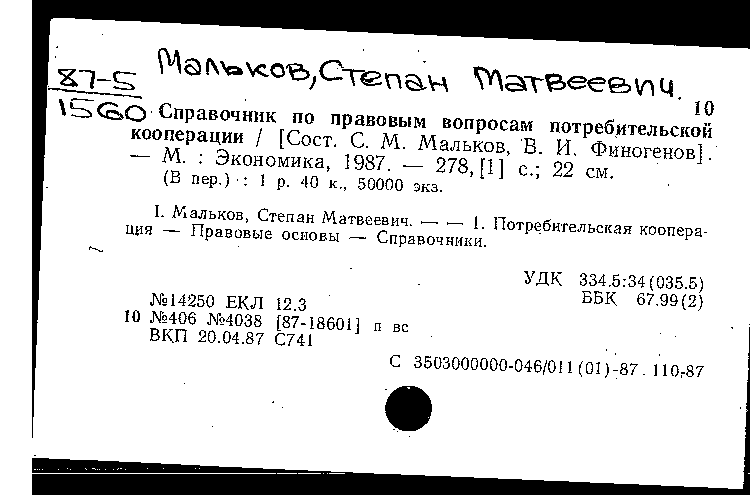 Мальков, Степан Матвеевич.
87-5
1560
10
Справочник по правовым вопросам потребительской
кооперации / [Сост. С. М. Мальков, В. И. Финогенов].
— М. : Экономика, 1987. — 278, [1] с.; 22 см.
(В пер.) : 1 р. 40 к., 50000 экз.
I. Мальков, Степан Матвеевич. — — 1. Потребительская коопера-
ция — Правовые основы — Справочники.
УДК 334.5:34(035.5)
ББК 67.99(2)
№14250 ЕКЛ 12.3
10 №406 №4038 [87-18601] п вс
ВКП 20.04.87 С741
С 3503000000-046/011(01)-87 . 110-87